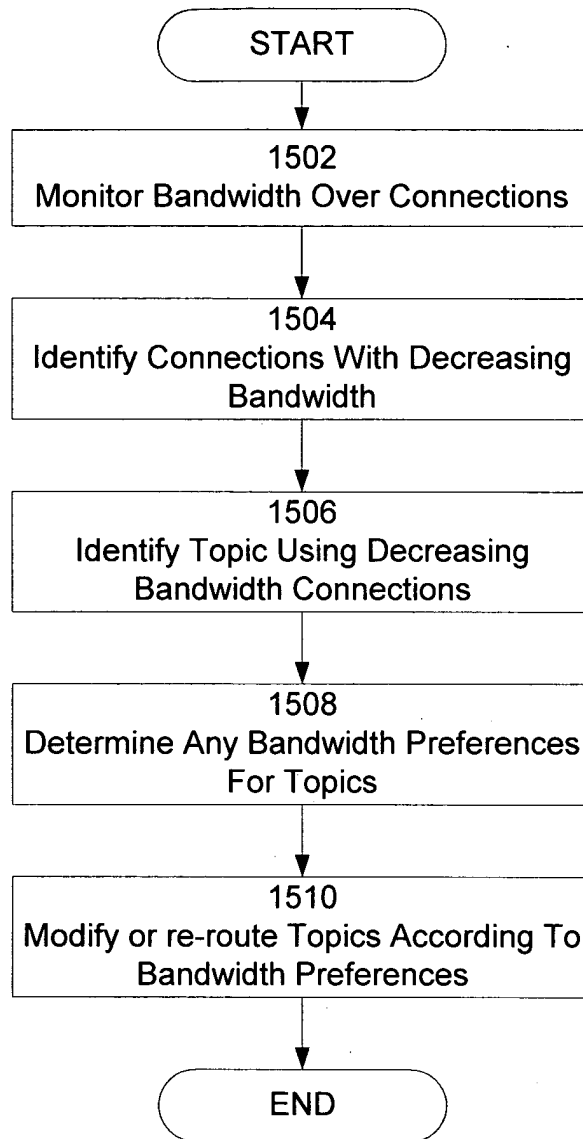 START
1502
Monitor Bandwidth Over Connections
1504
Identify Connections With Decreasing
Bandwidth
1506
Identify Topic Using Decreasing
Bandwidth Connections
1508
Determine Any Bandwidth Preferences
For Topics
1510
Modify or re-route Topics According To
Bandwidth Preferences
END